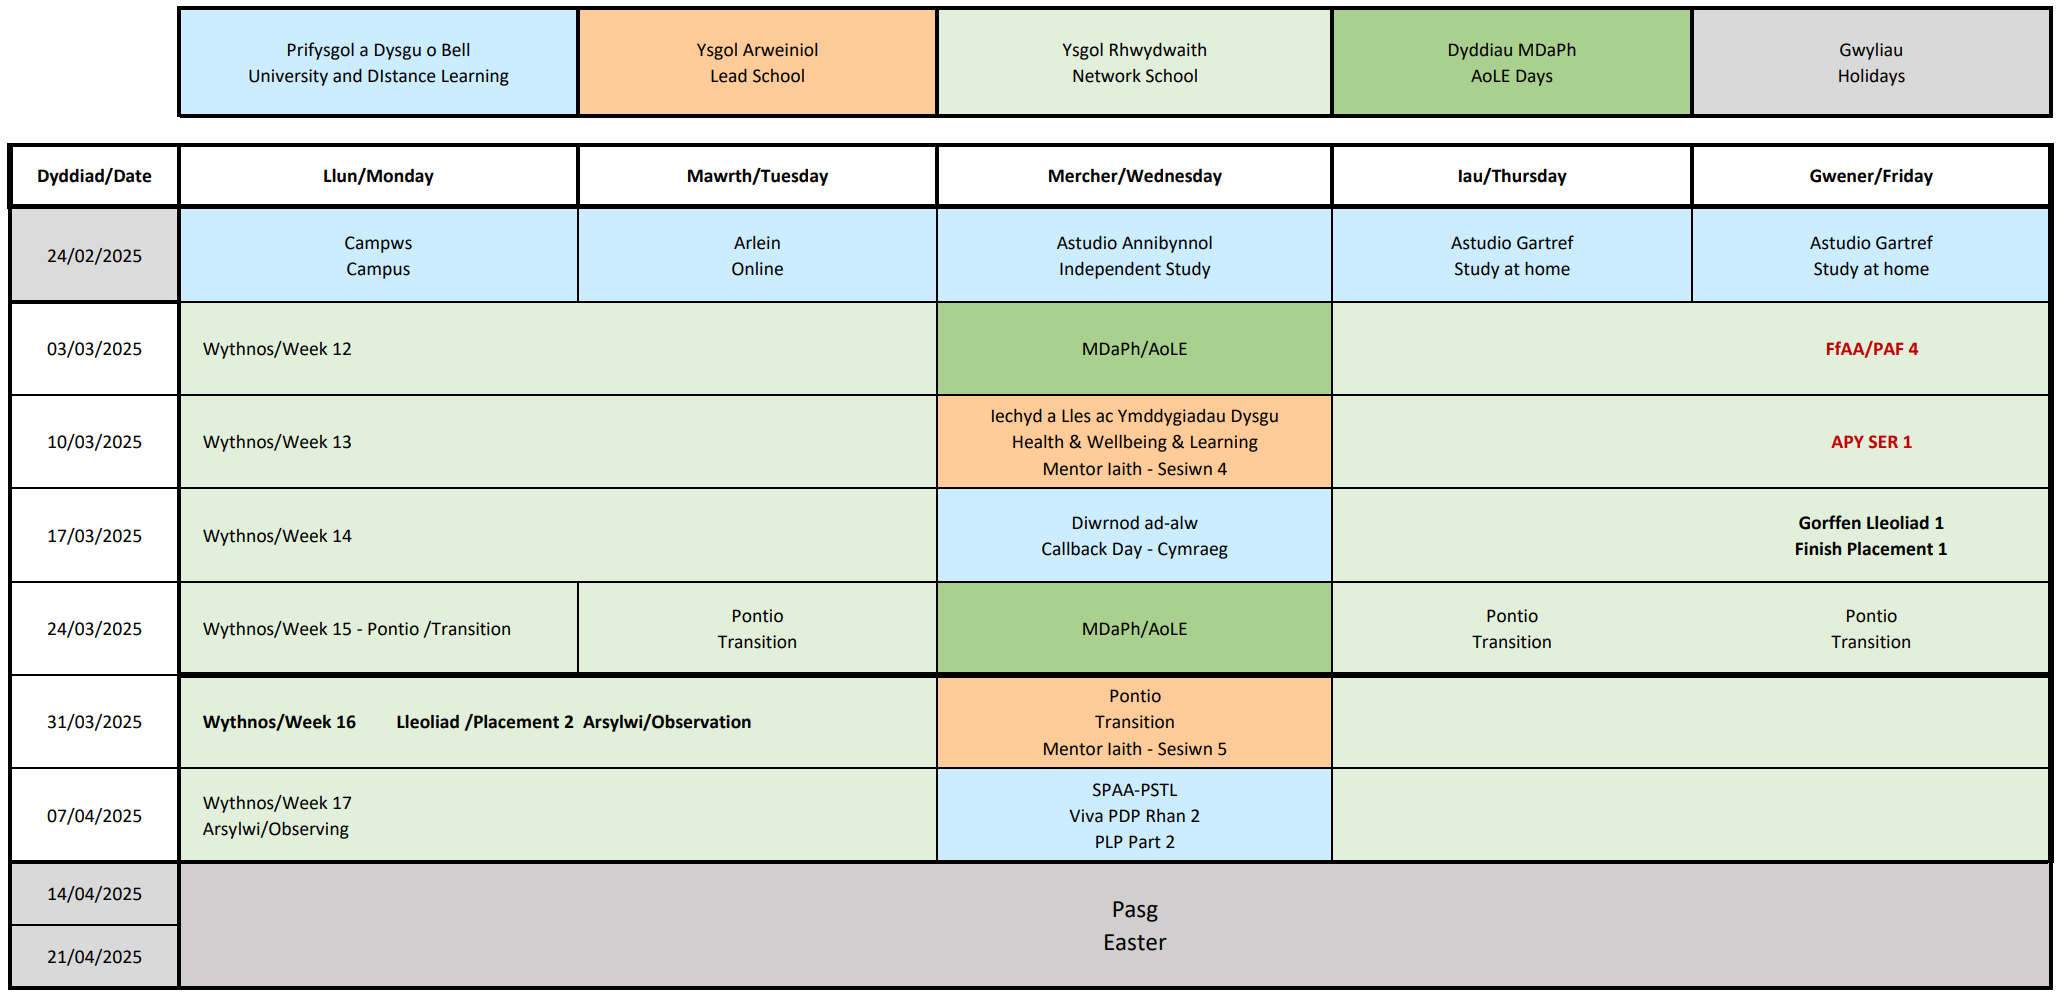 Prifysgol a Dysgu o Bell
University and DIstance Learning
Ysgol Arweiniol
Lead School
Ysgol Rhwydwaith
Network School
Dyddiau MDaPh
AoLE Days
Gwyliau
Holidays
Dyddiad/Date
Llun/Monday
Mawrth/Tuesday
Mercher/Wednesday
Iau/Thursday
Gwener/Friday
24/02/2025
Campws
Campus
Arlein
Online
Astudio Annibynnol
Independent Study
Astudio Gartref
Study at home
Astudio Gartref
Study at home
03/03/2025
Wythnos/Week 12
MDaPh/AoLE
FfAA/PAF 4
10/03/2025
Wythnos/Week 13
Iechyd a Lles ac Ymddygiadau Dysgu
Health & Wellbeing & Learning
Mentor Iaith - Sesiwn 4
APY SER 1
17/03/2025
Wythnos/Week 14
Diwrnod ad-alw
Callback Day - Cymraeg
Gorffen Lleoliad 1
Finish Placement 1
24/03/2025
Wythnos/Week 15 - Pontio /Transition
Pontio
Transition
MDaPh/AoLE
Pontio
Transition
Pontio
Transition
31/03/2025
Wythnos/Week 16 Lleoliad /Placement 2 Arsylwi/Observation
Pontio
Transition
Mentor Iaith - Sesiwn 5
07/04/2025
Wythnos/Week 17
Arsylwi/Observing
SPAA-PSTL
Viva PDP Rhan 2
PLP Part 2
14/04/2025
21/04/2025
Pasg
Easter